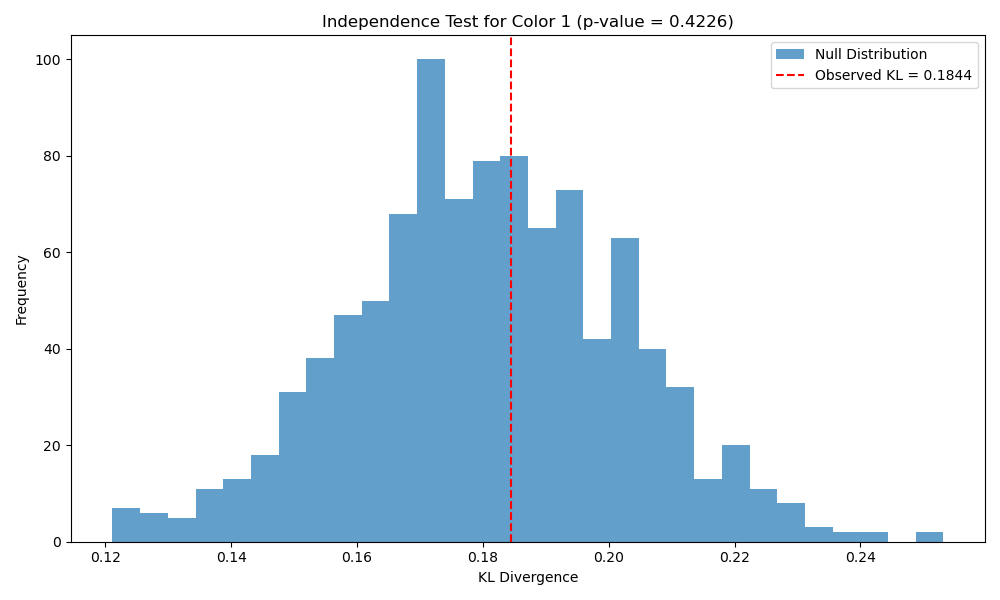 Independence Test for Color 1 (p-value = 0.4226)
Null Distribution
Observed KL = 0.1844
Frequency
100
80
60
40
20
0
0.12 0.14 0.16 0.18 0.20 0.22 0.24
KL Divergence